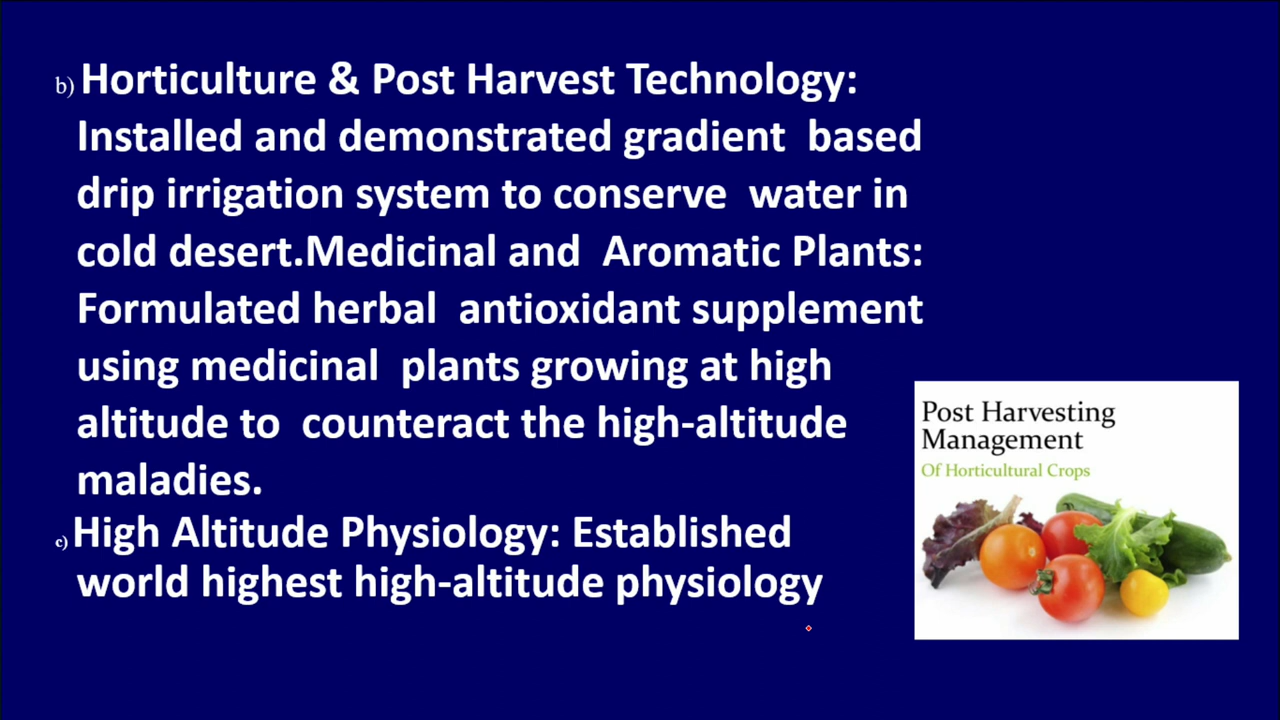 b) Horticulture & Post Harvest Technology:
Installed and demonstrated gradient based
drip irrigation system to conserve water in
cold desert.Medicinal and Aromatic Plants:
Formulated herbal antioxidant supplement
using medicinal plants growing at high
altitude to counteract the high-altitude
maladies.
c) High Altitude Physiology: Established
world highest high-altitude physiology
Post Harvesting
Management
Of Horticultural Crops